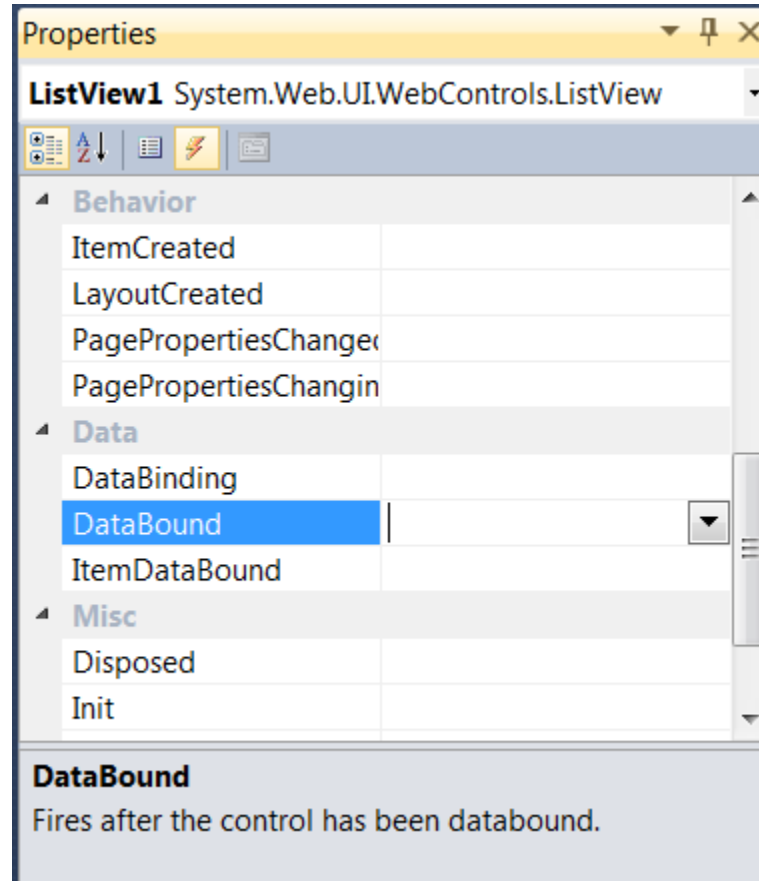 Properties
ListView1 System.Web.UI.WebControls.ListView
Behavior
ItemCreated
LayoutCreated
PagePropertiesChanged
PagePropertiesChangin
Data
DataBinding
DataBound
ItemDataBound
Misc
Disposed
Init
DataBound
Fires after the control has been databound.